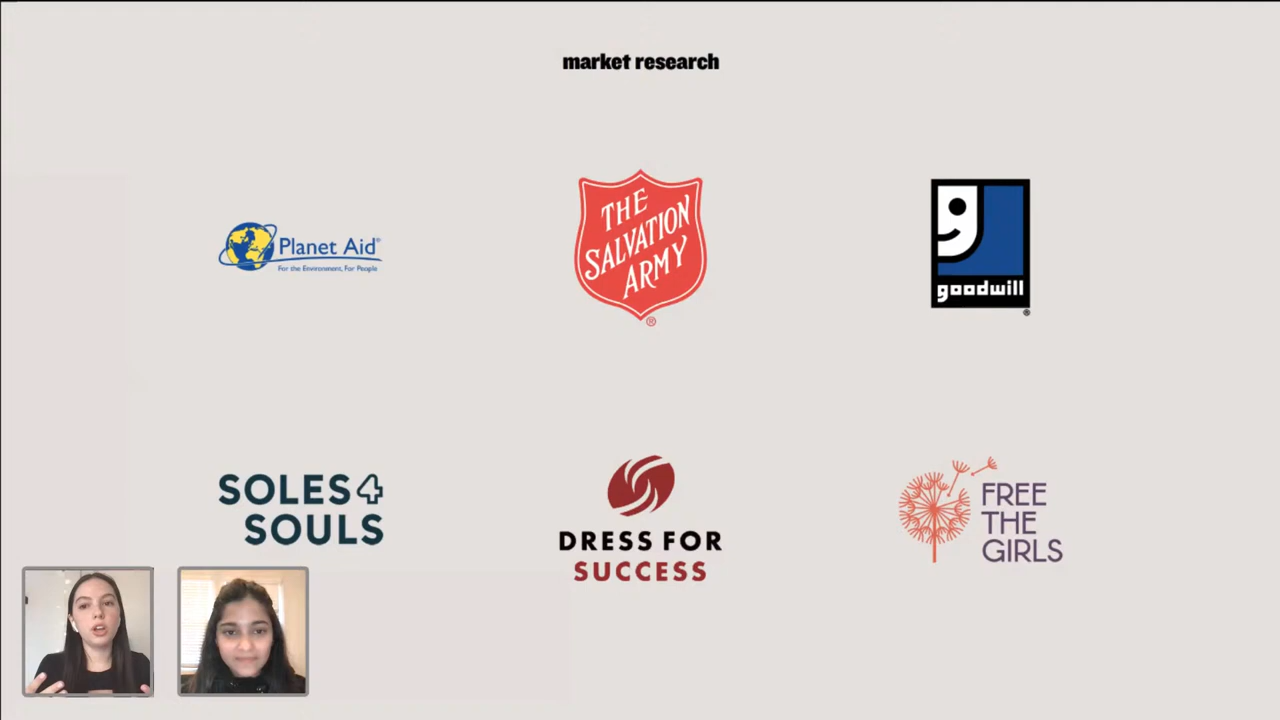 market research
Planet Aid®
For the Environment, For People
THE
SALVATION
ARMY
®
g
goodwill
®
SOLES4
SOULS
DRESS FOR
SUCCESS
FREE
THE
GIRLS